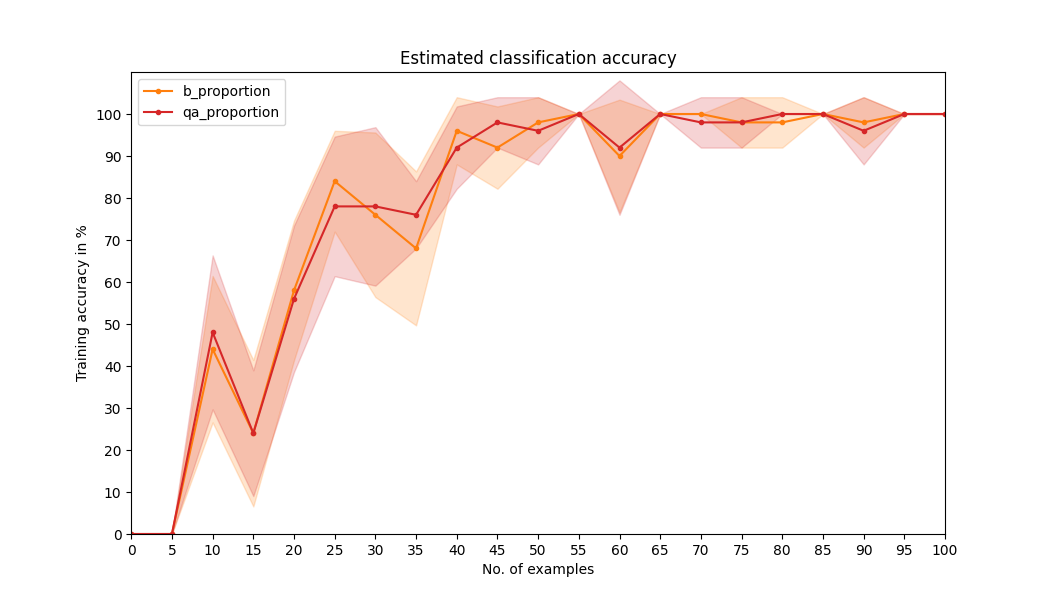 Estimated classification accuracy
b_proportion
qa_proportion
Training accuracy in %
100
90
80
70
60
50
40
30
20
10
0
0 5 10 15 20 25 30 35 40 45 50 55 60 65 70 75 80 85 90 95 100
No. of examples